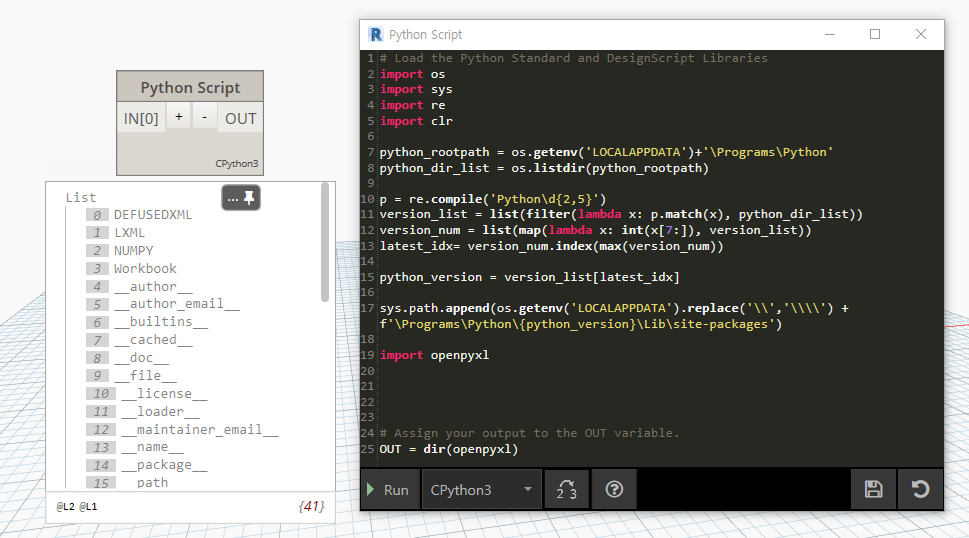 Python Script
IN[0] + - OUT
CPython3
List
0 DEFUSEDXML
1 LXML
2 NUMPY
3 Workbook
4 __author__
5 __author_email__
6 __builtins__
7 __cached__
8 __doc__
9 __file__
10 __license__
11 __loader__
12 __maintainer_email__
13 __name__
14 __package__
15 __path__
@L2 @L1 {41}
R Python Script
1 # Load the Python Standard and DesignScript Libraries
2 import os
3 import sys
4 import re
5 import clr
6
7 python_rootpath = os.getenv('LOCALAPPDATA')+'\Programs\Python'
8 python_dir_list = os.listdir(python_rootpath)
9
10 p = re.compile('Python\d{2,5}')
11 version_list = list(filter(lambda x: p.match(x), python_dir_list))
12 version_num = list(map(lambda x: int(x[7:]), version_list))
13 latest_idx= version_num.index(max(version_num))
14
15 python_version = version_list[latest_idx]
16
17 sys.path.append(os.getenv('LOCALAPPDATA').replace('\\','\\\\') +
f'\Programs\Python\{python_version}\Lib\site-packages')
18
19 import openpyxl
20
21
22
23
24 # Assign your output to the OUT variable.
25 OUT = dir(openpyxl)
Run CPython3 2 3 ?